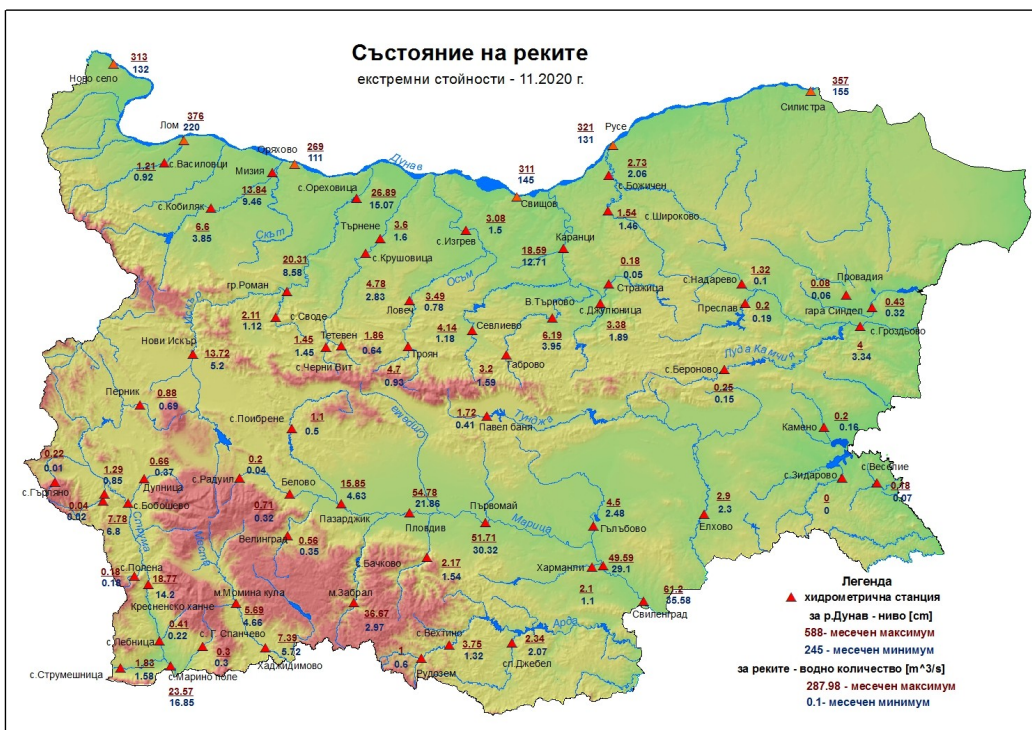 Състояние на реките
екстремни стойности - 11.2020 г.
Ново село
313
132
Лом
376
220
с.Василовци
1.21
0.92
Оряхово
269
111
Мизия
13.84
9.46
с.Кобиляк
6.6
3.85
Скът
с.Ореховица
26.89
15.07
Дунав
Търнене
3.6
1.6
с.Крушовица
4.78
2.83
с.Изгрев
3.08
1.5
Свищов
311
145
Русе
321
131
Силистра
357
155
2.73
2.06
с.Божичен
1.54
1.46
с.Широково
Каранци
18.59
12.71
20.31
8.58
гр.Роман
Искър
Осъм
0.18
0.05
Стражица
с.Надарево
1.32
0.1
Провадия
0.08
0.06
Преслав
0.2
0.19
гара Синдел
0.43
0.32
с.Гроздьово
4
3.34
2.11
1.12
с.Своде
Ловеч
3.49
0.78
В.Търново
6.19
3.95
с.Джулюница
3.38
1.89
Севлиево
4.14
1.18
Тетевен
1.86
0.64
1.45
1.45
с.Черни Вит
Троян
4.7
0.93
Габрово
3.2
1.59
Нови Искър
13.72
5.2
Луда Камчия
с.Бероново
0.25
0.15
Перник
0.88
0.69
с.Поибрене
1.1
0.5
Стряма
1.72
0.41
Павел баня
Тунджа
Камено
0.2
0.16
с.Зидарово
0
0
с.Веселие
0.18
0.07
0.22
0.01
с.Гърляно
1.29
0.85
0.66
0.37
Дупница
0.04
0.02
с.Бобошево
7.78
6.8
с.Радуил
0.2
0.04
Белово
0.71
0.32
Пазарджик
15.85
4.63
Пловдив
54.78
21.86
Първомай
51.71
30.32
Марица
4.5
2.48
Гълъбово
Елхово
2.9
2.3
Велинград
0.56
0.35
Струма
Места
с.Полена
0.18
0.18
18.77
14.2
Кресненско ханче
м.Момина кула
5.69
4.66
м.Забрал
36.67
2.97
с.Бачково
2.17
1.54
Харманли
2.1
1.1
49.59
29.1
Свиленград
61.2
35.58
с.Лебница
0.41
0.22
с.Г.Спанчево
0.3
0.3
7.39
5.72
Хаджидимово
с.Струмешница
1.83
1.58
с.Марино поле
23.57
16.85
Рудозем
1
0.6
с.Вехтино
3.75
1.32
Арда
2.34
2.07
сл.Джебел
Легенда
хидрометрична станция
за р.Дунав - ниво [cm]
588- месечен максимум
245 - месечен минимум
за реките - водно количество [m^3/s]
287.98 - месечен максимум
0.1- месечен минимум